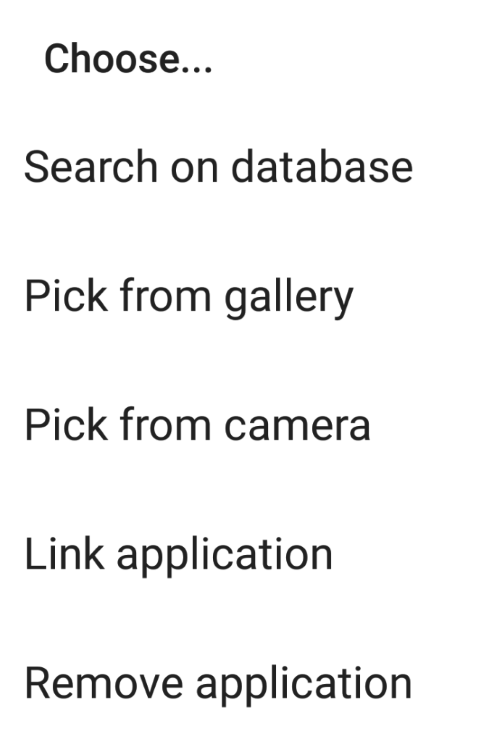 Choose...
Search on database
Pick from gallery
Pick from camera
Link application
Remove application